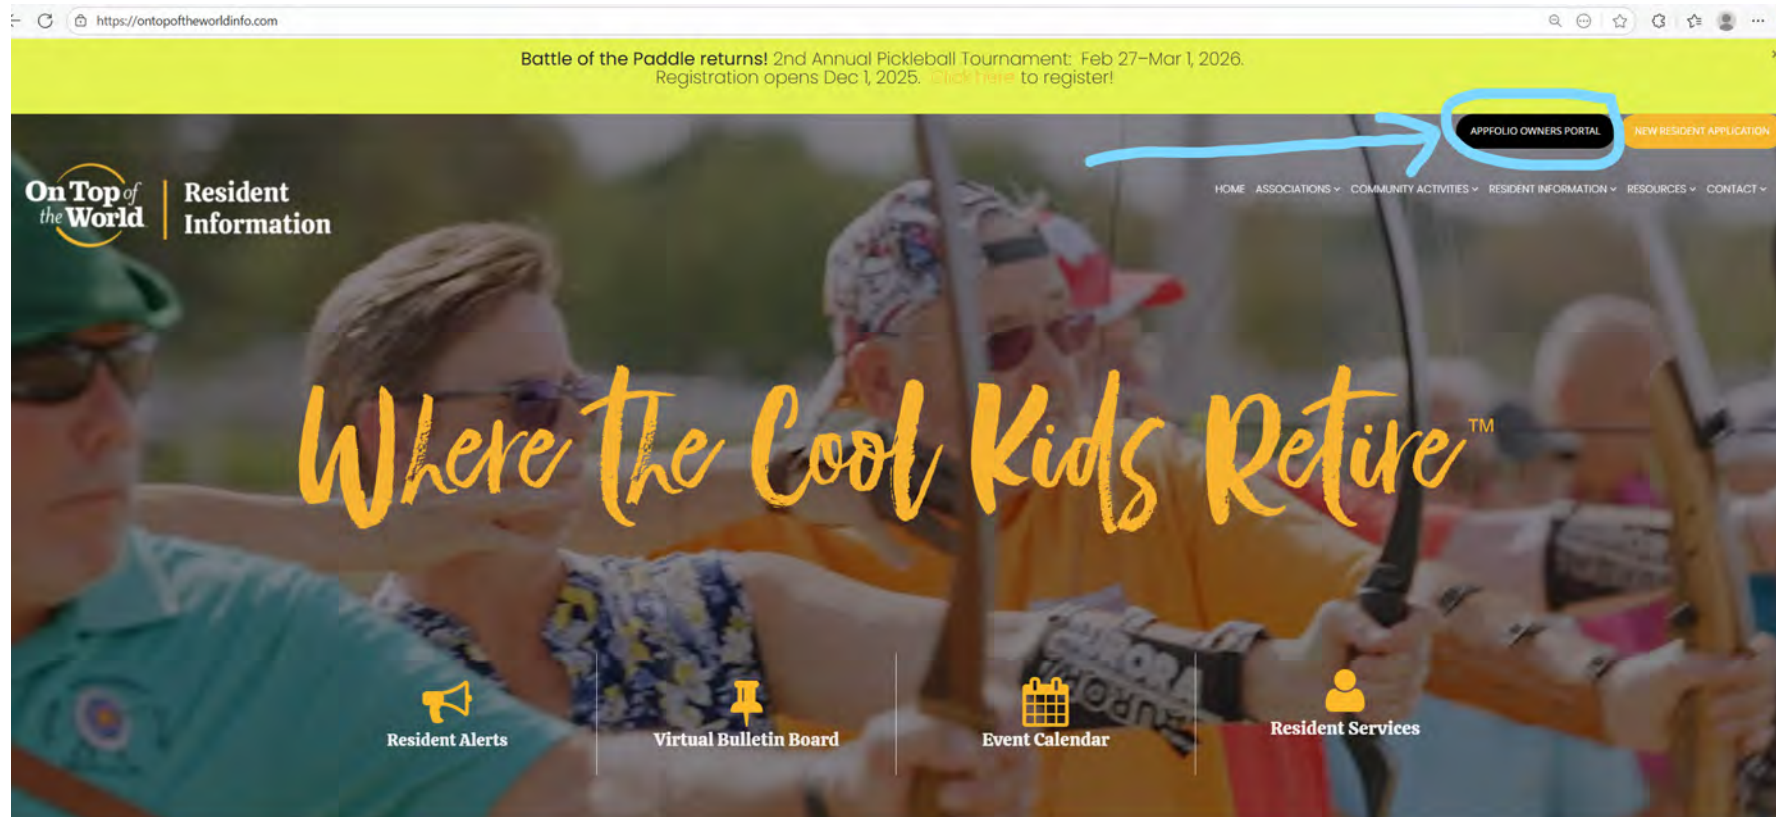 https://ontopoftheworldinfo.com
Battle of the Paddle returns! 2nd Annual Pickleball Tournament: Feb 27–Mar 1, 2026.
Registration opens Dec 1, 2025. Click here to register!
APPFOLIO OWNERS PORTAL
NEW RESIDENT APPLICATION
On Top of
the World
Resident
Information
HOME ASSOCIATIONS COMMUNITY ACTIVITIES RESIDENT INFORMATION RESOURCES CONTACT
Where the Cool Kids Retire™
Resident Alerts
Virtual Bulletin Board
Event Calendar
Resident Services